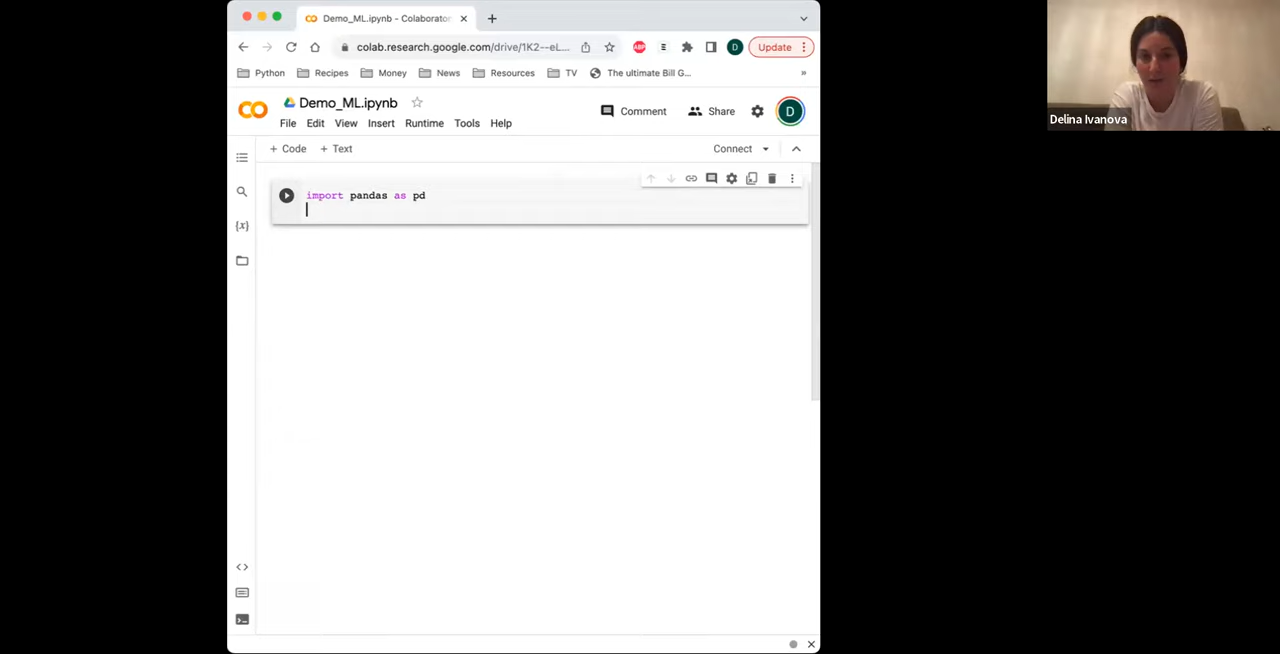 Demo_ML.ipynb - Colaborator
colab.research.google.com/drive/1K2--eL...
ABP
E
D
Update
Python
Recipes
Money
News
Resources
TV
The ultimate Bill G...
»
Demo_ML.ipynb
Comment
Share
D
File Edit View Insert Runtime Tools Help
+ Code + Text
Connect
{x}
import pandas as pd
Delina Ivanova